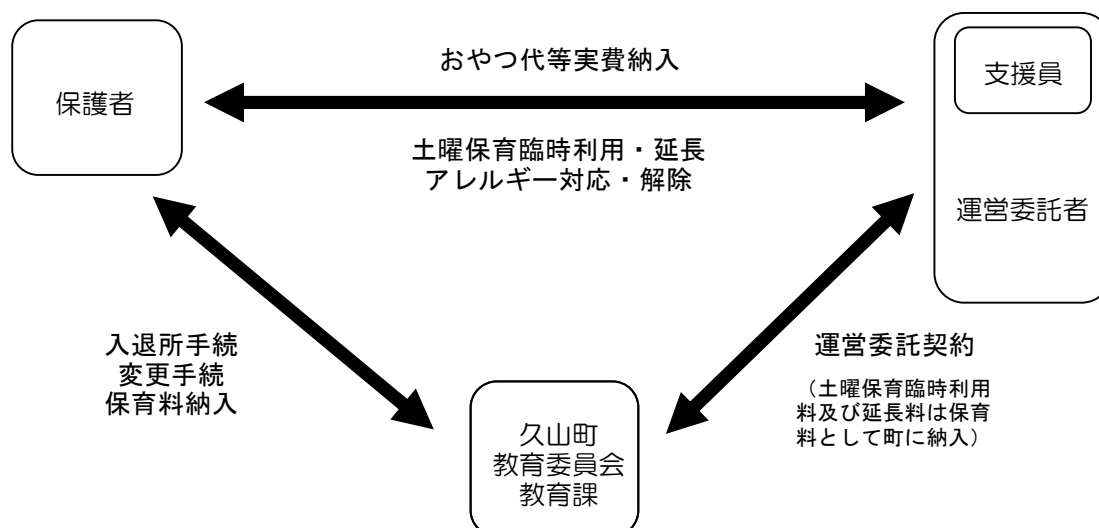 保護者
おやつ代等実費納入
土曜保育臨時利用・延長
アレルギー対応・解除
支援員
運営委託者
入退所手続
変更手続
保育料納入
運営委託契約
（土曜保育臨時利用
料及び延長料は保育
料として町に納入）
久山町
教育委員会
教育課